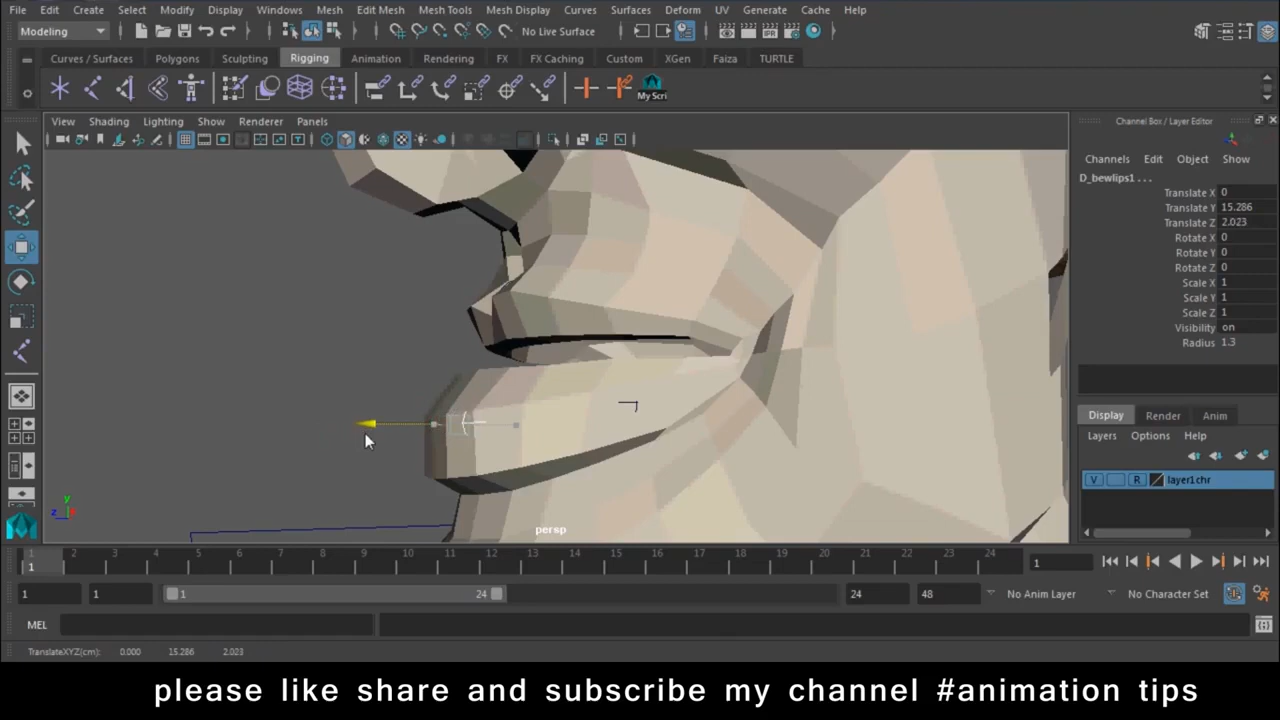 File Edit Create Select Modify Display Windows Mesh Edit Mesh Mesh Tools Mesh Display Curves Surfaces Deform UV Generate Cache Help
Modeling No Live Surface
Curves / Surfaces Polygons Sculpting Rigging Animation Rendering FX FX Caching Custom XGen Faiza TURTLE
My Scri
View Shading Lighting Show Renderer Panels
Channel Box / Layer Editor
Channels Edit Object Show
D_bewlips1 . . .
Translate X 0
Translate Y 15.286
Translate Z 2.023
Rotate X 0
Rotate Y 0
Rotate Z 0
Scale X 1
Scale Y 1
Scale Z 1
Visibility on
Radius 1.3
Display Render Anim
Layers Options Help
V R layer1chr
y
z
persp
1 2 3 4 5 6 7 8 9 10 11 12 13 14 15 16 17 18 19 20 21 22 23 24
1 1
1 1 1 24 24 48 No Anim Layer No Character Set
MEL
TranslateXYZ(cm): 0.000 15.286 2.023
please like share and subscribe my channel #animation tips